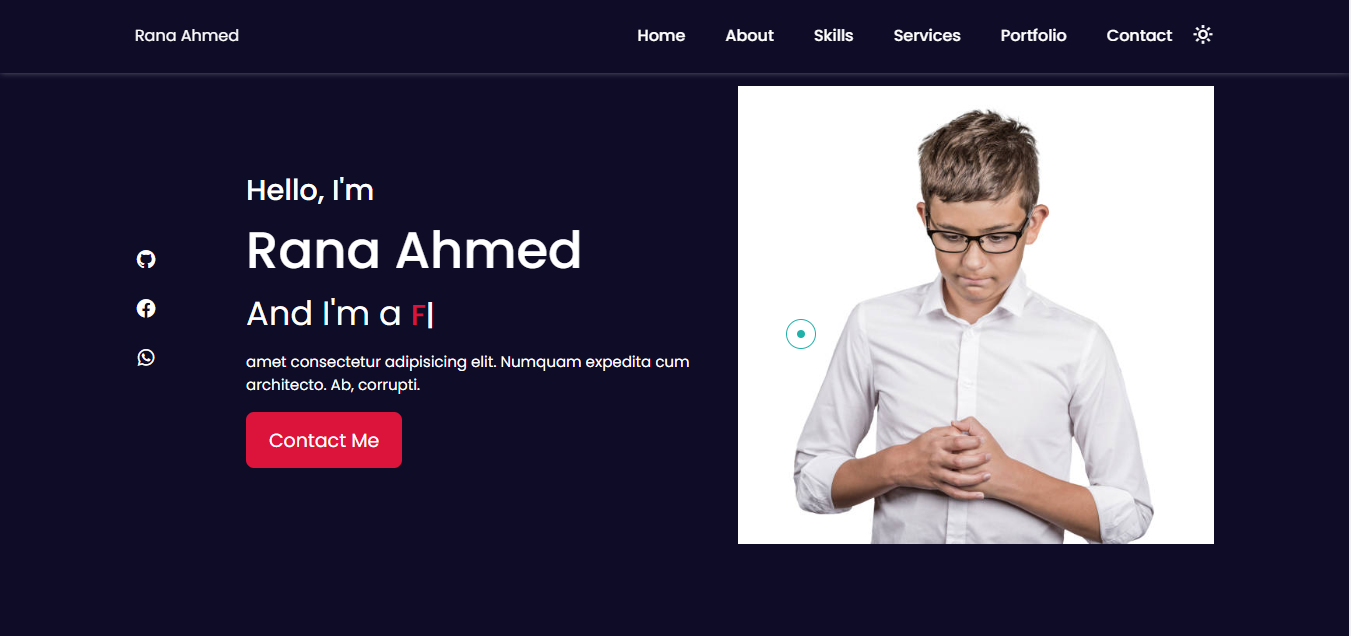 Rana Ahmed
Home About Skills Services Portfolio Contact
Hello, I'm
Rana Ahmed
And I'm a F|
amet consectetur adipisicing elit. Numquam expedita cum
architecto. Ab, corrupti.
Contact Me